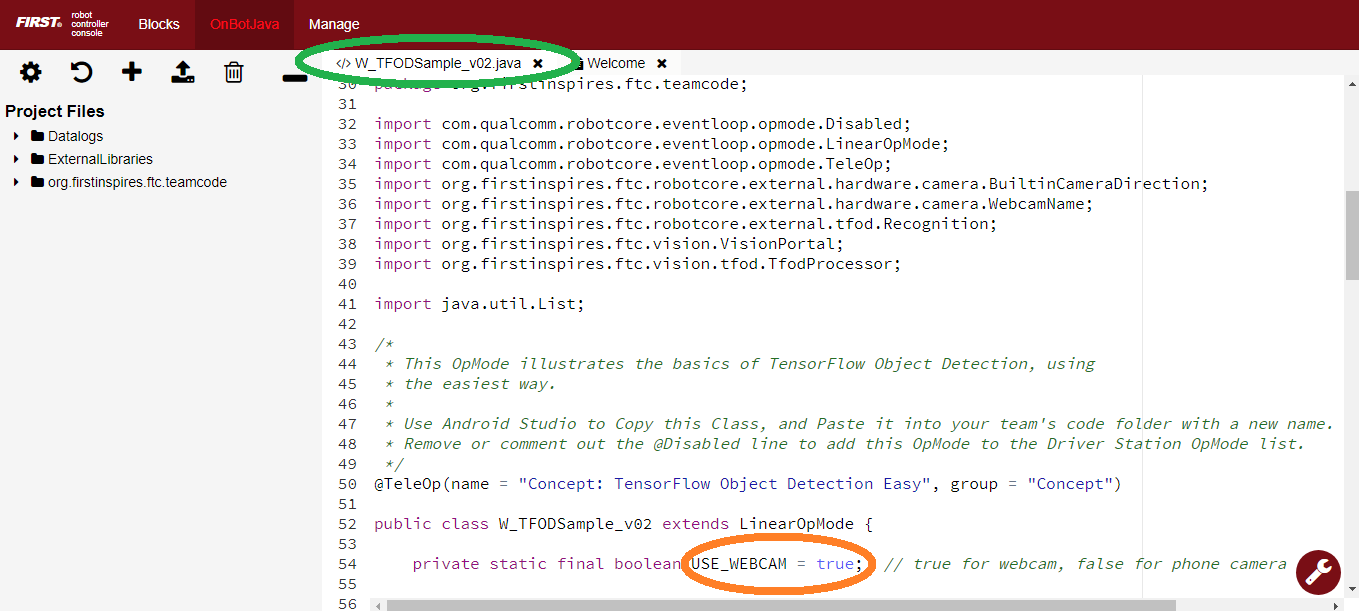 FIRST® robot controller console Blocks OnBotJava Manage
</> W_TFODSample_v02.java × Welcome ×
Project Files
Datalogs
ExternalLibraries
org.firstinspires.ftc.teamcode
30 package org.firstinspires.ftc.teamcode;
31
32 import com.qualcomm.robotcore.eventloop.opmode.Disabled;
33 import com.qualcomm.robotcore.eventloop.opmode.LinearOpMode;
34 import com.qualcomm.robotcore.eventloop.opmode.TeleOp;
35 import org.firstinspires.ftc.robotcore.external.hardware.camera.BuiltinCameraDirection;
36 import org.firstinspires.ftc.robotcore.external.hardware.camera.WebcamName;
37 import org.firstinspires.ftc.robotcore.external.tfod.Recognition;
38 import org.firstinspires.ftc.vision.VisionPortal;
39 import org.firstinspires.ftc.vision.tfod.TfodProcessor;
40
41 import java.util.List;
42
43 /*
44 * This OpMode illustrates the basics of TensorFlow Object Detection, using
45 * the easiest way.
46 *
47 * Use Android Studio to Copy this Class, and Paste it into your team's code folder with a new name.
48 * Remove or comment out the @Disabled line to add this OpMode to the Driver Station OpMode list.
49 */
50 @TeleOp(name = "Concept: TensorFlow Object Detection Easy", group = "Concept")
51
52 public class W_TFODSample_v02 extends LinearOpMode {
53
54 private static final boolean USE_WEBCAM = true; // true for webcam, false for phone camera
55
56